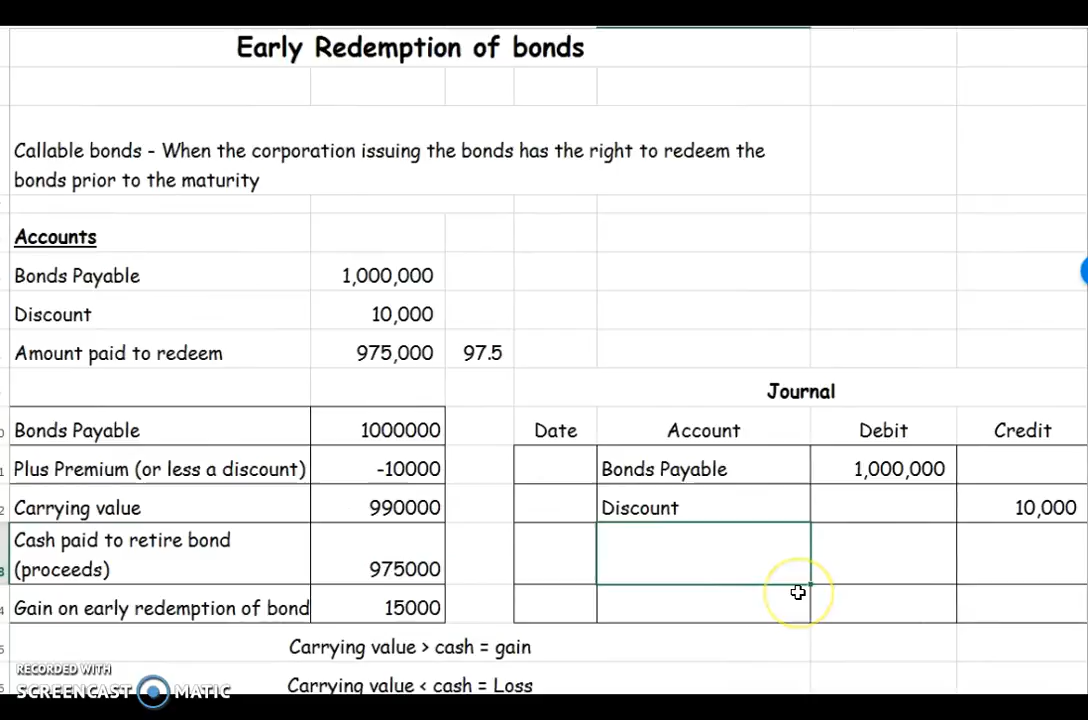 Early Redemption of bonds
Callable bonds - When the corporation issuing the bonds has the right to redeem the
bonds prior to the maturity
Accounts
Bonds Payable 1,000,000
Discount 10,000
Amount paid to redeem 975,000 97.5
Journal
Bonds Payable 1000000 Date Account Debit Credit
Plus Premium (or less a discount) -10000 Bonds Payable 1,000,000
Carrying value 990000 Discount 10,000
Cash paid to retire bond
(proceeds) 975000
Gain on early redemption of bond 15000
Carrying value > cash = gain
Carrying value < cash = Loss
RECORDED WITH
SCREENCAST MATIC